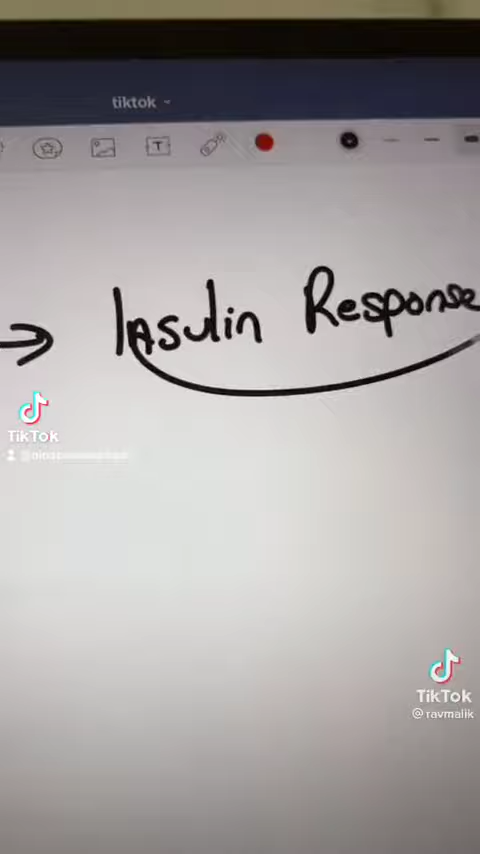 tiktok
T
→ Insulin Response
TikTok
TikTok
@ravmalik